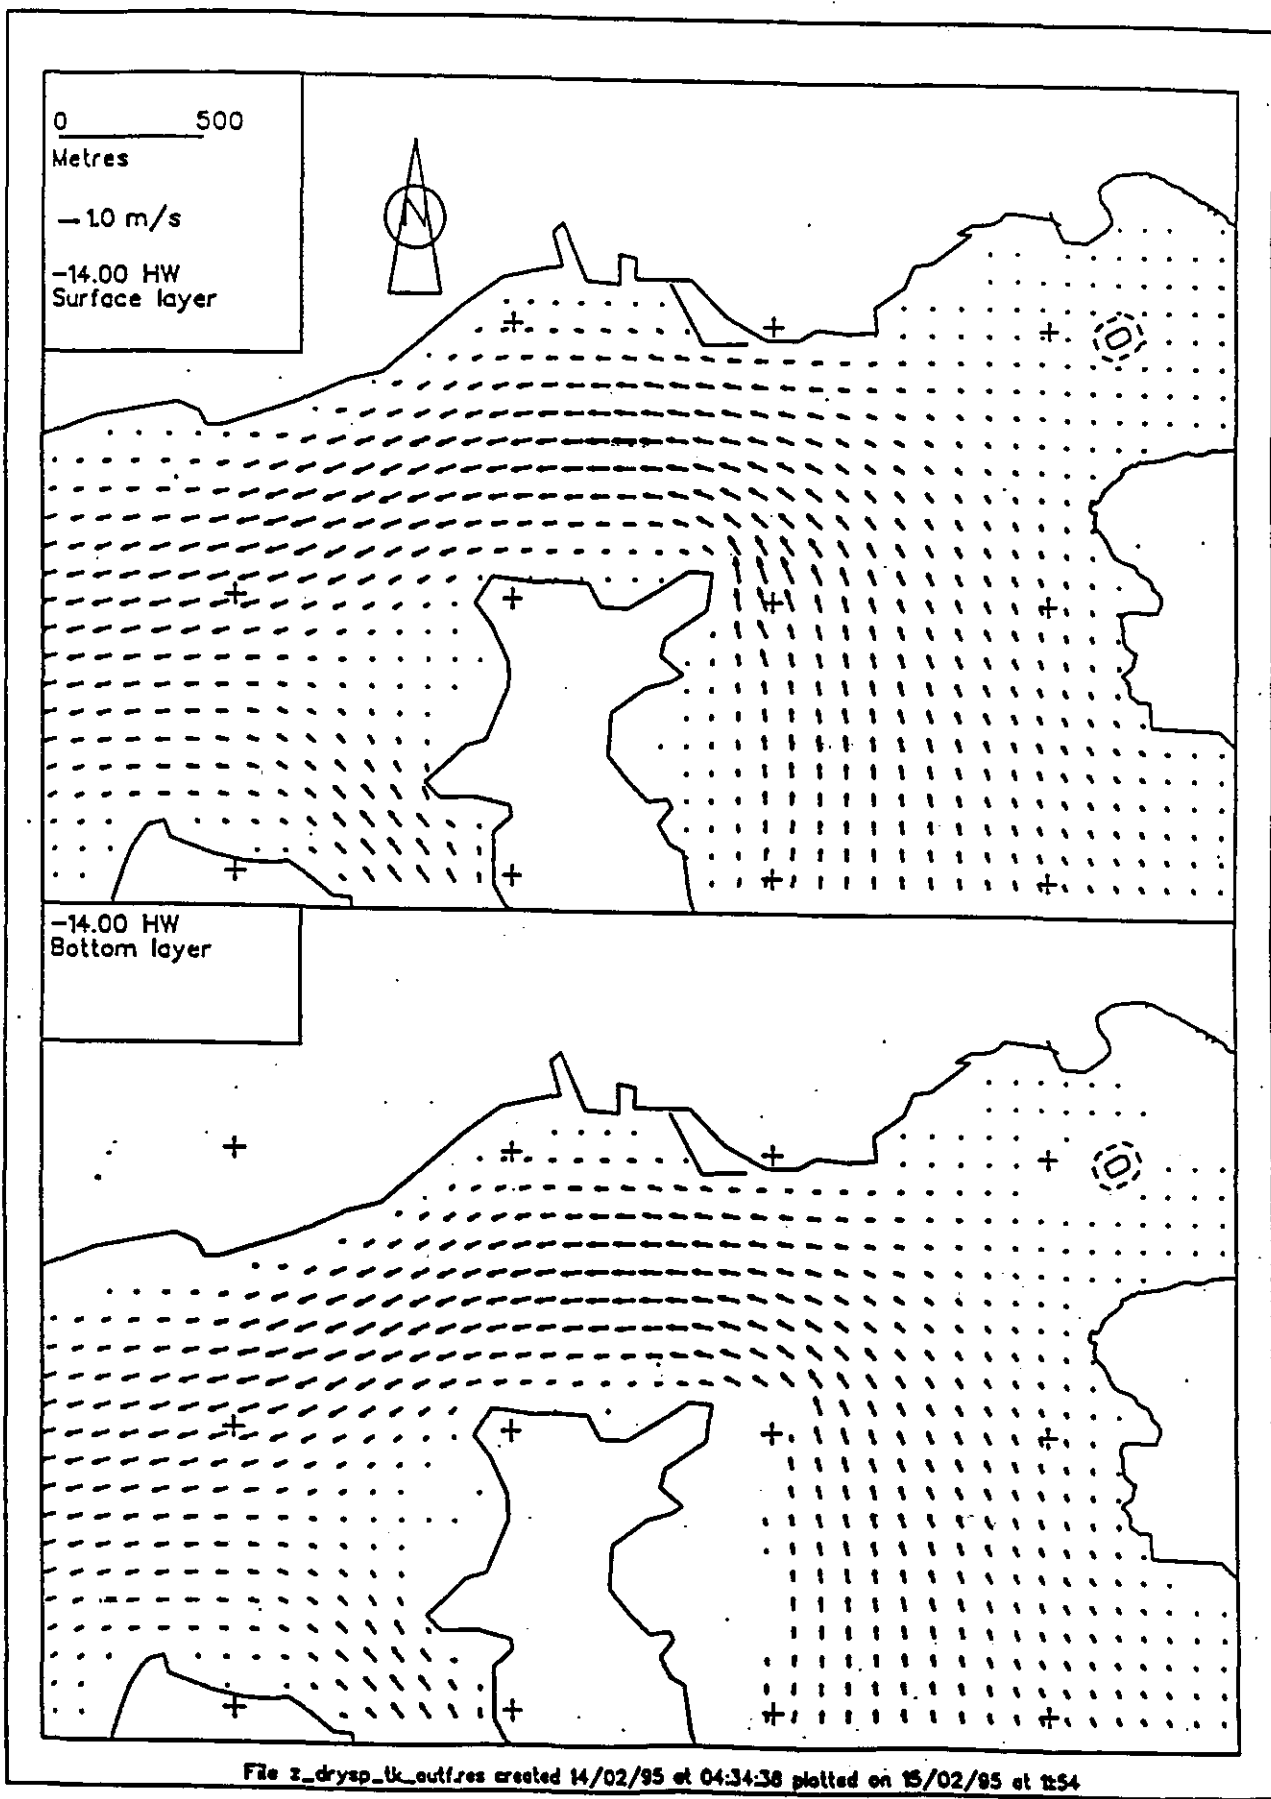 0 500
Metres
1.0 m/s
-14.00 HW
Surface layer
N
-14.00 HW
Bottom layer
File z_drysp_tk_outf.res created 14/02/95 at 04:34:38 plotted on 15/02/95 at 11:54